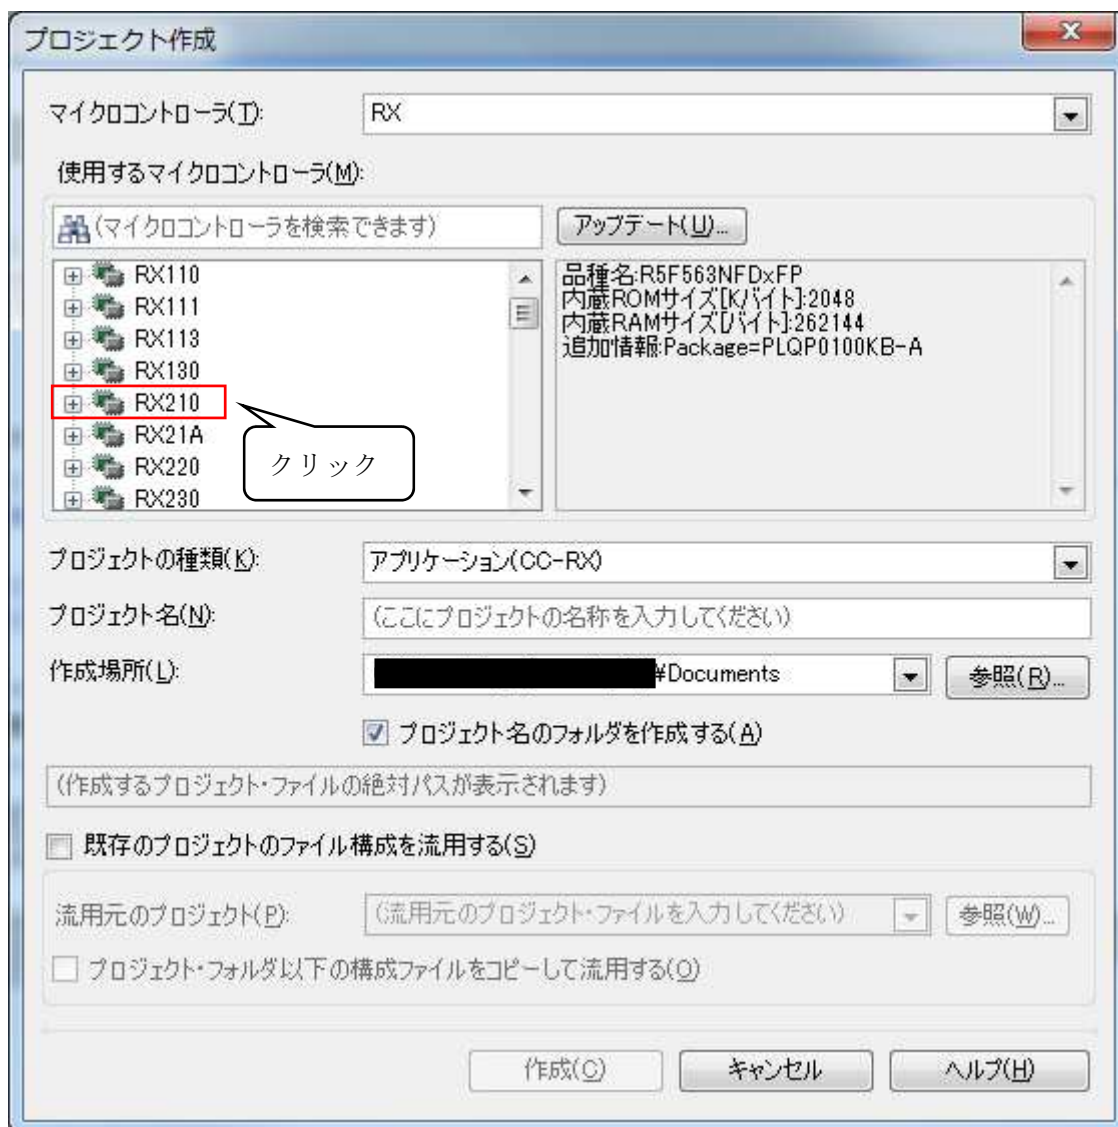 プロジェクト作成
マイクロコントローラ(T): RX
使用するマイクロコントローラ(M):
(マイクロコントローラを検索できます) アップデート(U)...
RX110
RX111
RX113
RX130
RX210
RX21A
RX220
RX230
クリック
品種名:R5F563NFDxFP
内蔵ROMサイズ[Kバイト]:2048
内蔵RAMサイズ[バイト]:262144
追加情報:Package=PLQP0100KB-A
プロジェクトの種類(K): アプリケーション(CC-RX)
プロジェクト名(N): (ここにプロジェクトの名称を入力してください)
作成場所(L): ¥Documents 参照(R)...
プロジェクト名のフォルダを作成する(A)
(作成するプロジェクト・ファイルの絶対パスが表示されます)
既存のプロジェクトのファイル構成を流用する(S)
流用元のプロジェクト(P): (流用元のプロジェクト・ファイルを入力してください) 参照(W)...
プロジェクト・フォルダ以下の構成ファイルをコピーして流用する(O)
作成(C) キャンセル ヘルプ(H)